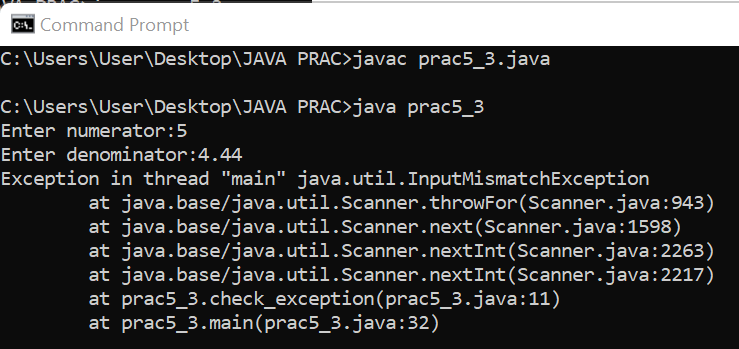 Command Prompt
C:\Users\User\Desktop\JAVA PRAC>javac prac5_3.java
C:\Users\User\Desktop\JAVA PRAC>java prac5_3
Enter numerator:5
Enter denominator:4.44
Exception in thread "main" java.util.InputMismatchException
at java.base/java.util.Scanner.throwFor(Scanner.java:943)
at java.base/java.util.Scanner.next(Scanner.java:1598)
at java.base/java.util.Scanner.nextInt(Scanner.java:2263)
at java.base/java.util.Scanner.nextInt(Scanner.java:2217)
at prac5_3.check_exception(prac5_3.java:11)
at prac5_3.main(prac5_3.java:32)